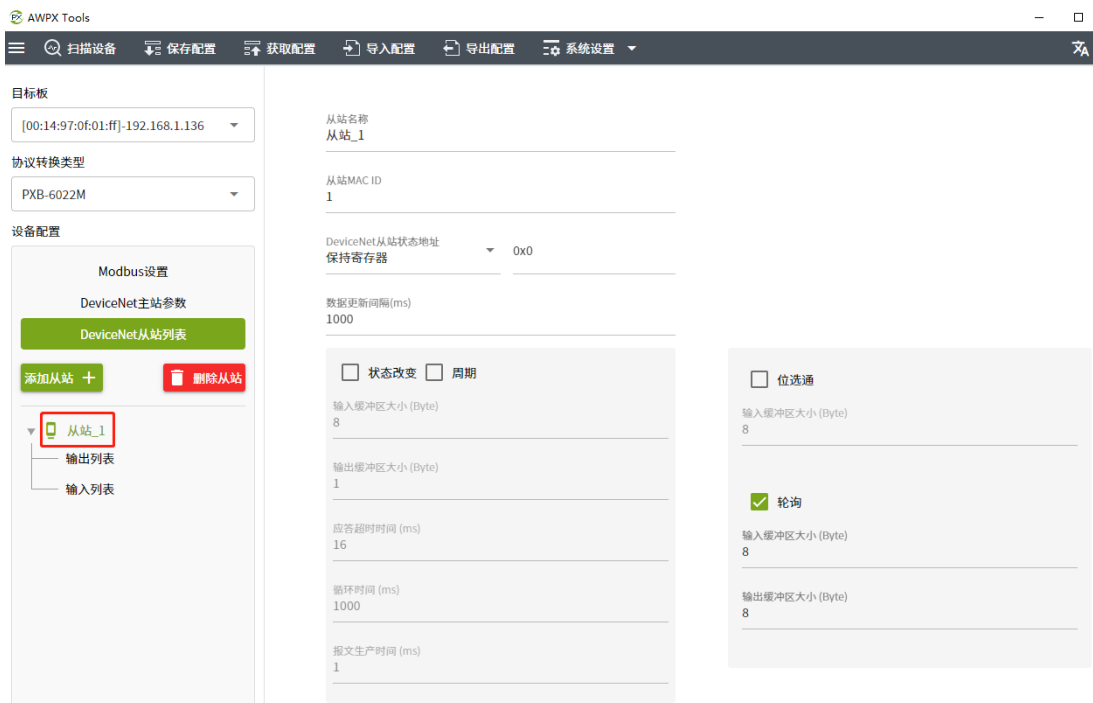 AWPX Tools
扫描设备 保存配置 获取配置 导入配置 导出配置 系统设置
目标板
[00:14:97:0f:01:ff]-192.168.1.136
协议转换类型
PXB-6022M
设备配置
Modbus设置
DeviceNet主站参数
DeviceNet从站列表
添加从站 删除从站
从站_1
输出列表
输入列表
从站名称
从站_1
从站MAC ID
1
DeviceNet从站状态地址
保持寄存器 0x0
数据更新间隔(ms)
1000
状态改变 周期
输入缓冲区大小 (Byte)
8
输出缓冲区大小 (Byte)
1
应答超时时间 (ms)
16
循环时间 (ms)
1000
报文生产时间 (ms)
1
位选通
输入缓冲区大小 (Byte)
8
轮询
输入缓冲区大小 (Byte)
8
输出缓冲区大小 (Byte)
8